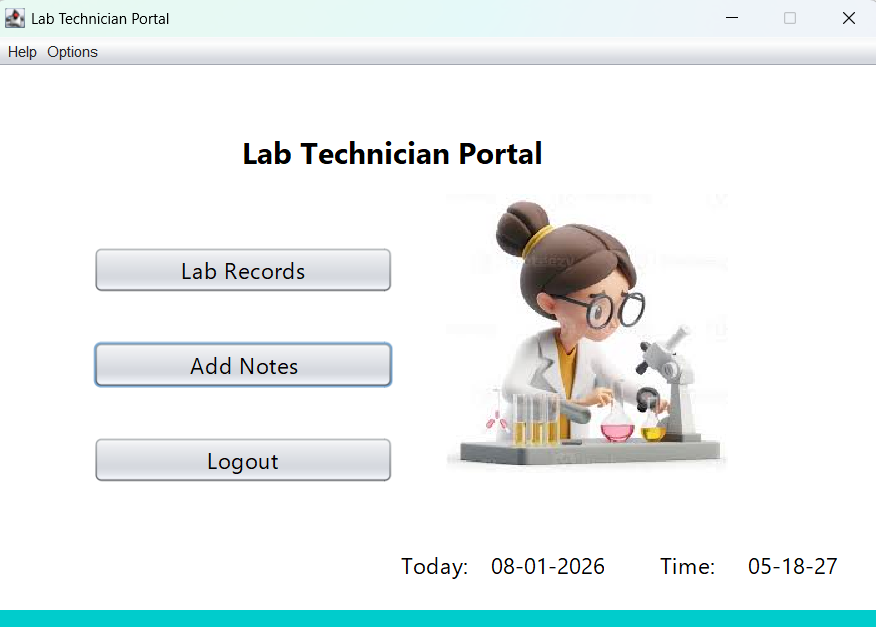 Lab Technician Portal
Help Options
Lab Technician Portal
Lab Records
Add Notes
Logout
Today: 08-01-2026 Time: 05-18-27